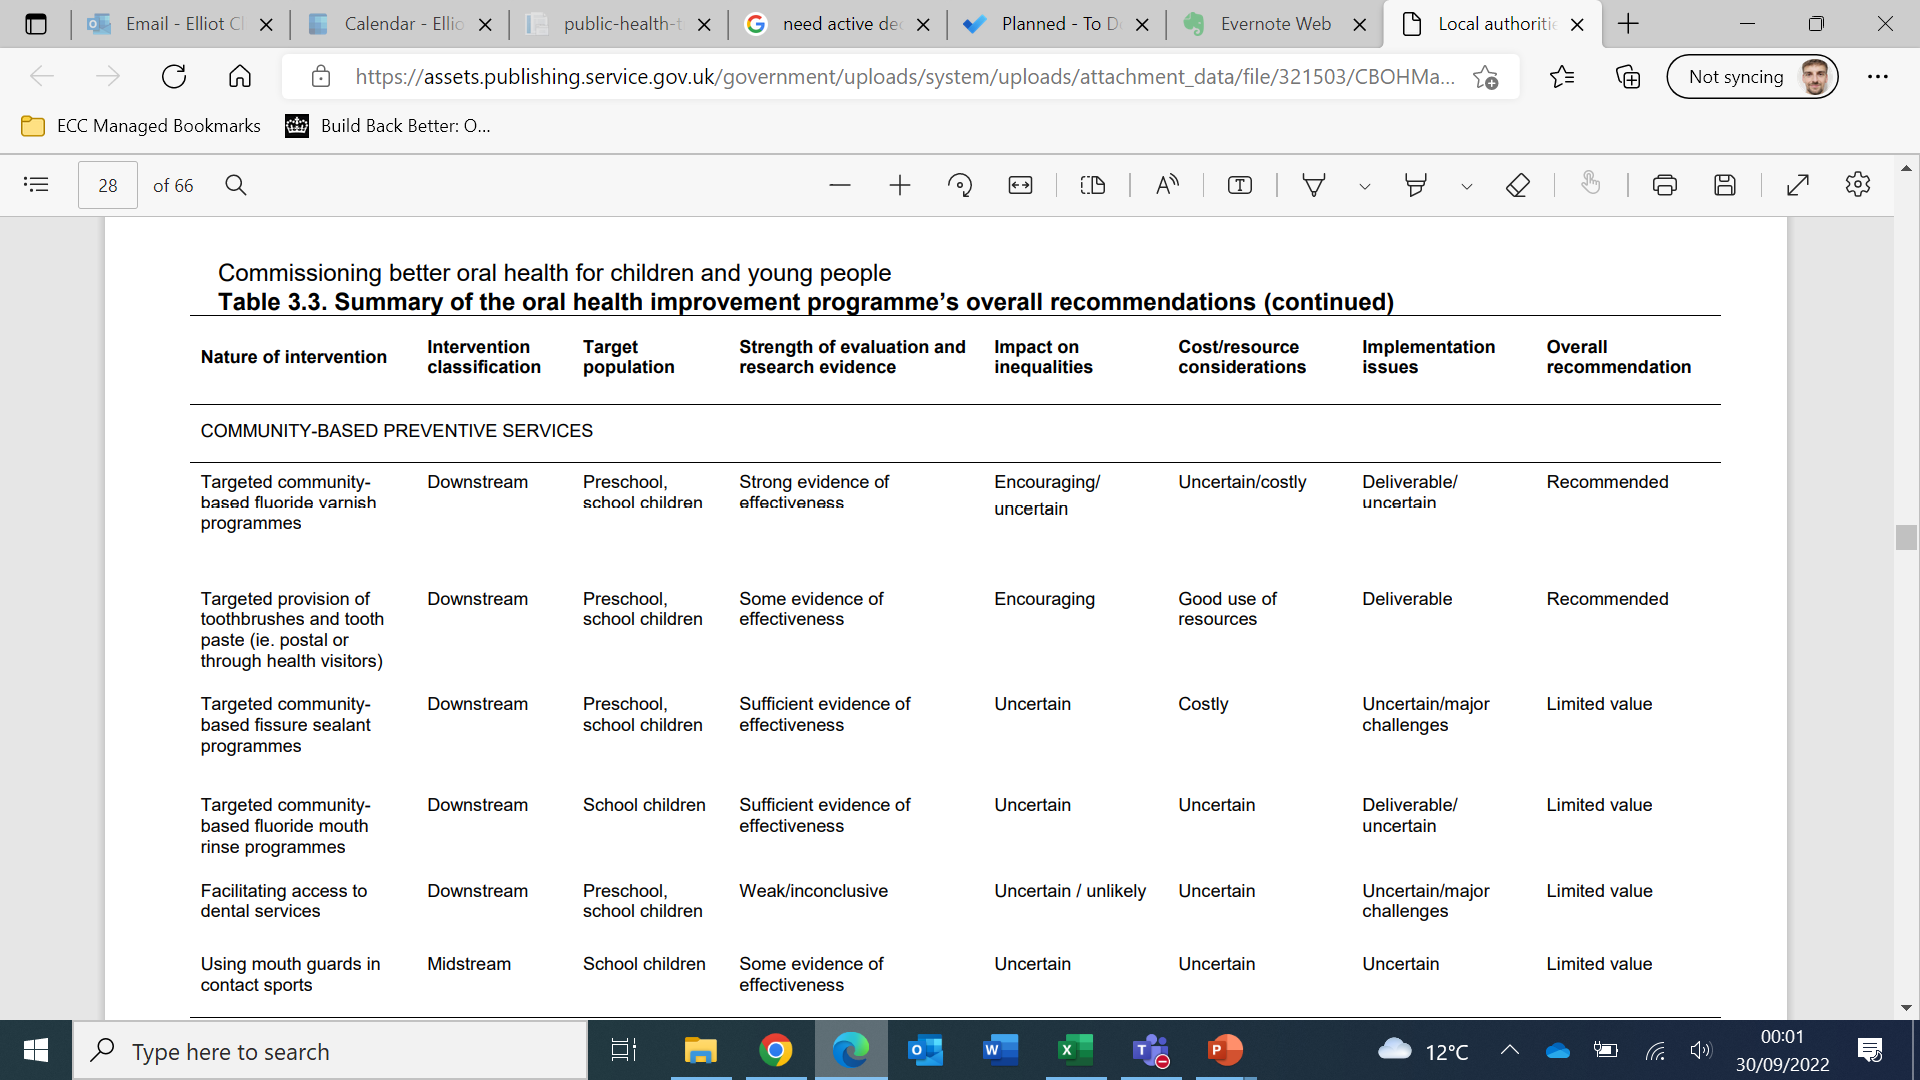 Email - Elliot Cl
Calendar - Ellio
public-health-t
need active dec
Planned - To Do
Evernote Web
Local authoritie
https://assets.publishing.service.gov.uk/government/uploads/system/uploads/attachment_data/file/321503/CBOHMa...
Not syncing
ECC Managed Bookmarks
Build Back Better: O...
28 of 66
Commissioning better oral health for children and young people
Table 3.3. Summary of the oral health improvement programme’s overall recommendations (continued)
Nature of intervention
Intervention
classification
Target
population
Strength of evaluation and
research evidence
Impact on
inequalities
Cost/resource
considerations
Implementation
issues
Overall
recommendation
COMMUNITY-BASED PREVENTIVE SERVICES
Targeted community-
based fluoride varnish
programmes
Downstream
Preschool,
school children
Strong evidence of
effectiveness
Encouraging/
uncertain
Uncertain/costly
Deliverable/
uncertain
Recommended
Targeted provision of
toothbrushes and tooth
paste (ie. postal or
through health visitors)
Downstream
Preschool,
school children
Some evidence of
effectiveness
Encouraging
Good use of
resources
Deliverable
Recommended
Targeted community-
based fissure sealant
programmes
Downstream
Preschool,
school children
Sufficient evidence of
effectiveness
Uncertain
Costly
Uncertain/major
challenges
Limited value
Targeted community-
based fluoride mouth
rinse programmes
Downstream
School children
Sufficient evidence of
effectiveness
Uncertain
Uncertain
Deliverable/
uncertain
Limited value
Facilitating access to
dental services
Downstream
Preschool,
school children
Weak/inconclusive
Uncertain / unlikely
Uncertain
Uncertain/major
challenges
Limited value
Using mouth guards in
contact sports
Midstream
School children
Some evidence of
effectiveness
Uncertain
Uncertain
Uncertain
Limited value
Type here to search
12°C
00:01
30/09/2022